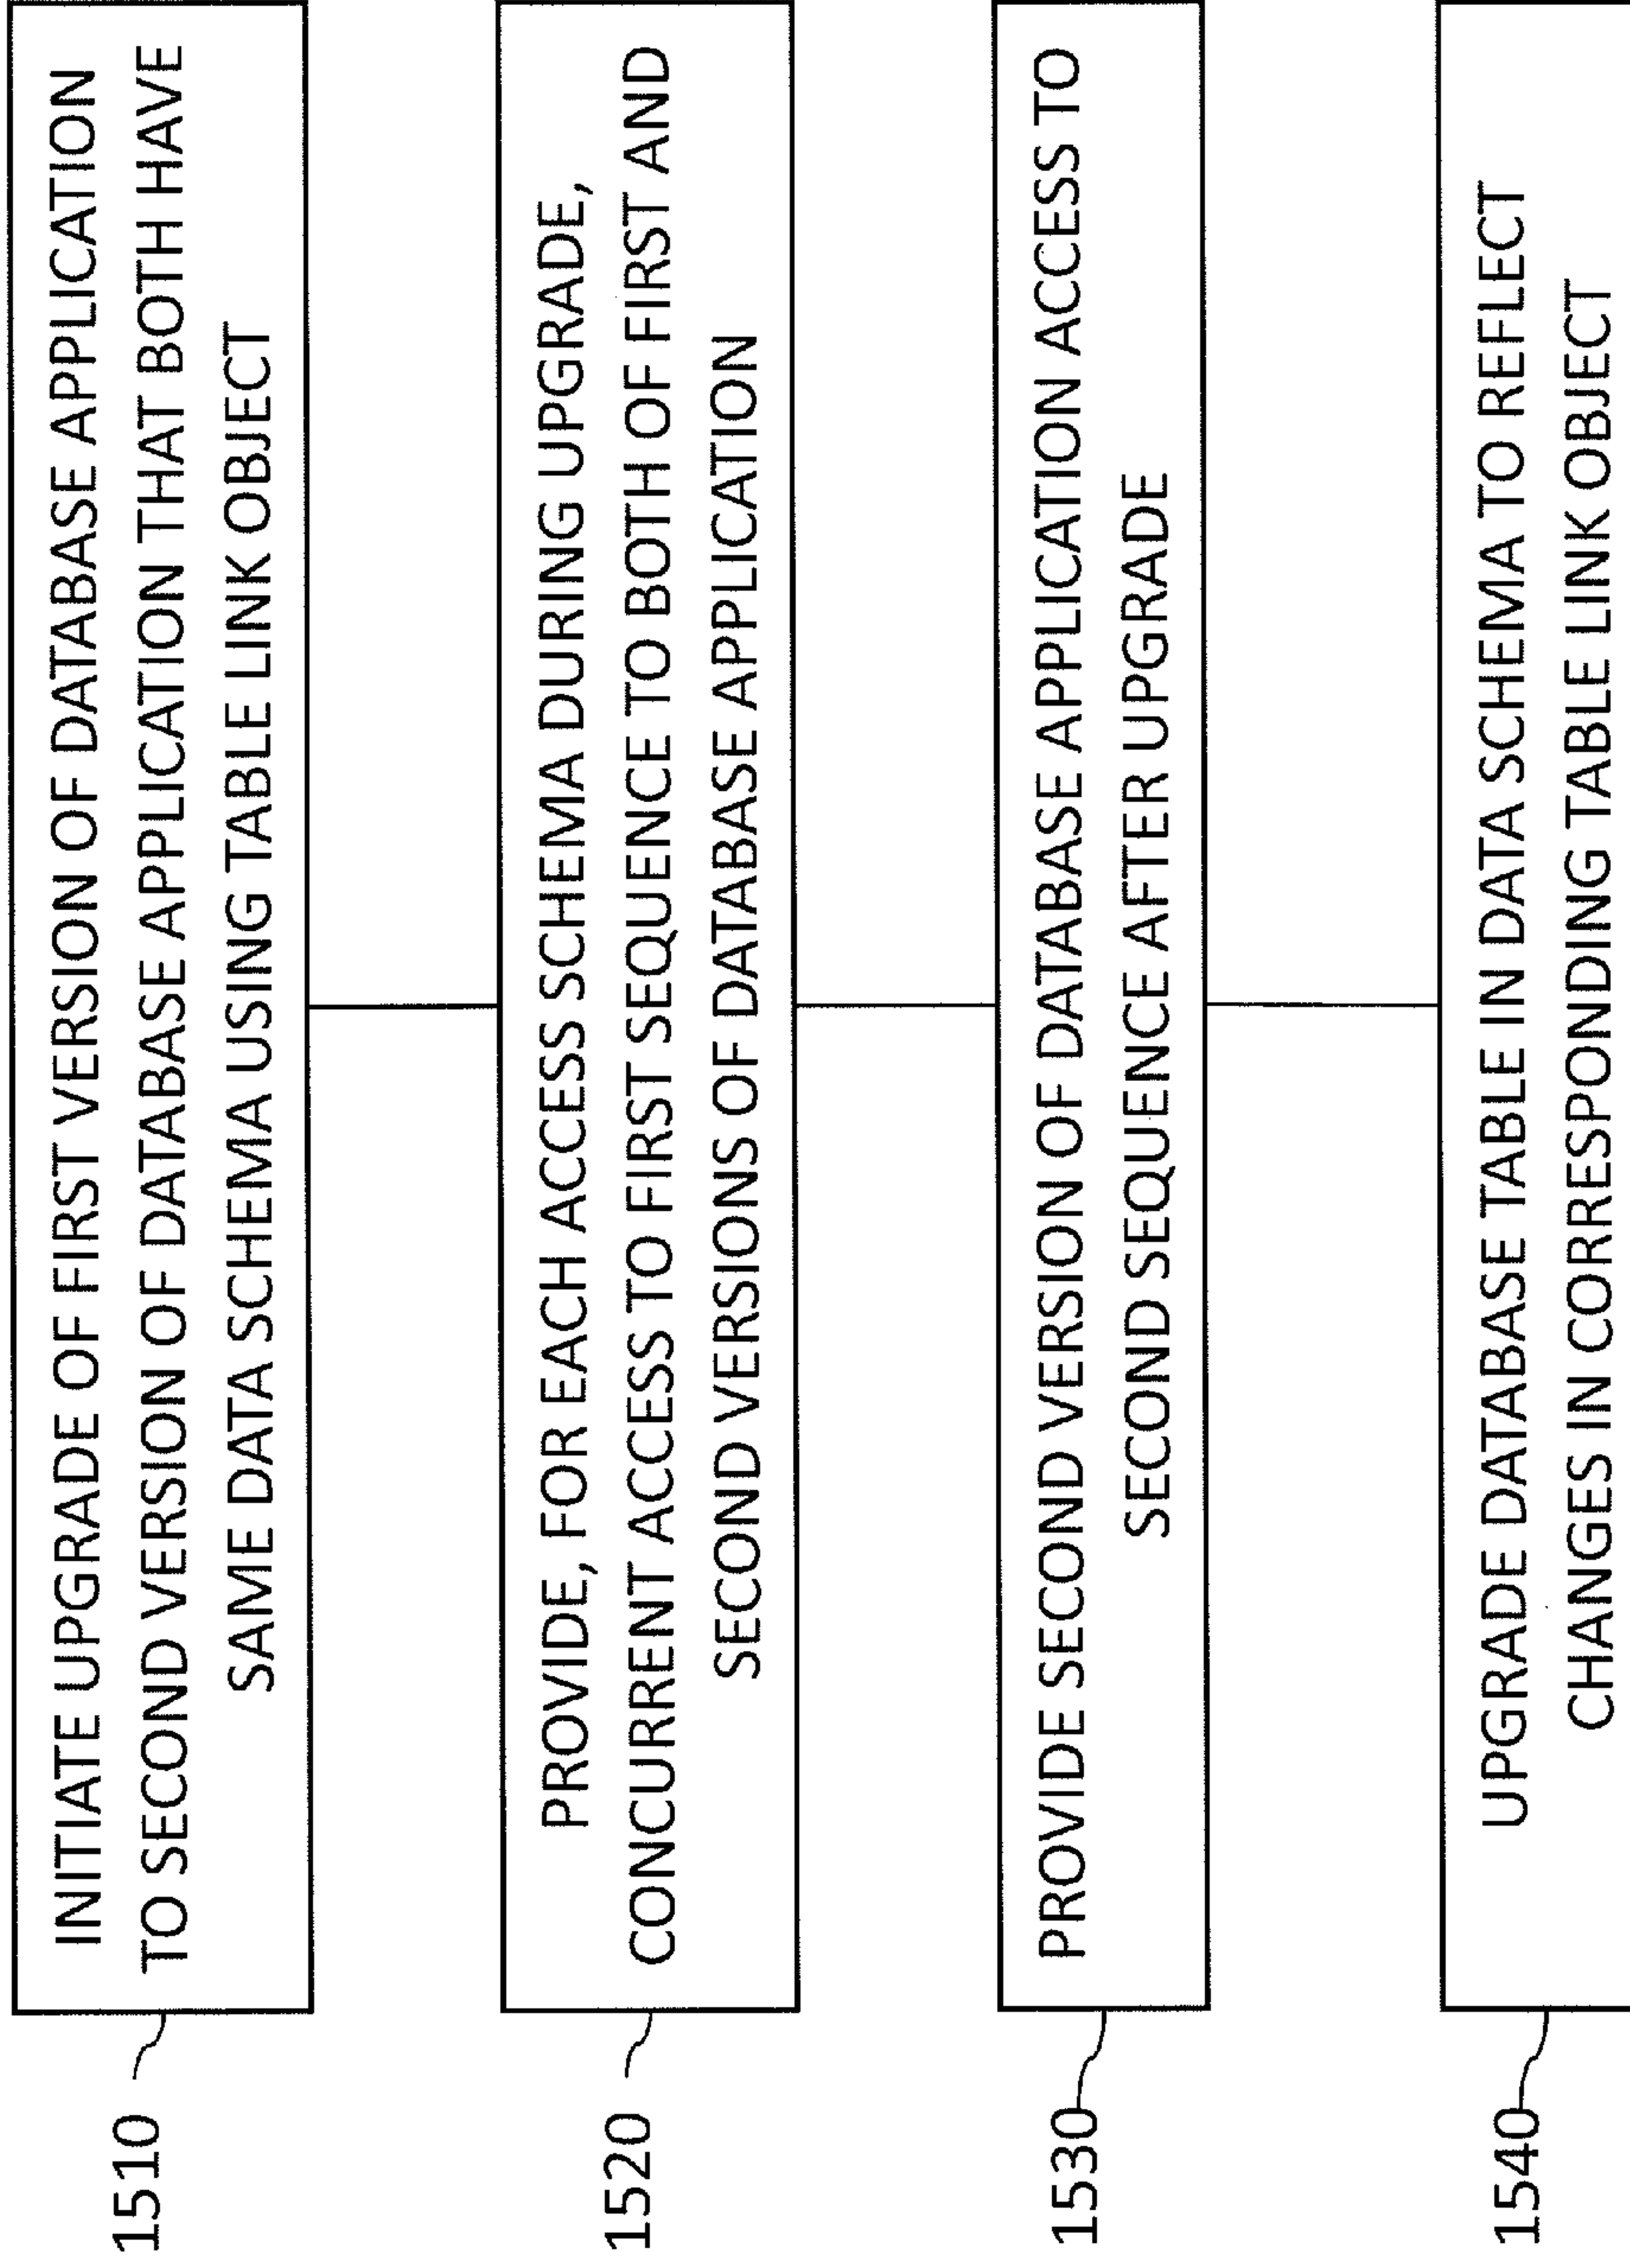 1510
INITIATE UPGRADE OF FIRST VERSION OF DATABASE APPLICATION
TO SECOND VERSION OF DATABASE APPLICATION THAT BOTH HAVE
SAME DATA SCHEMA USING TABLE LINK OBJECT
1520
PROVIDE, FOR EACH ACCESS SCHEMA DURING UPGRADE,
CONCURRENT ACCESS TO FIRST SEQUENCE TO BOTH OF FIRST AND
SECOND VERSIONS OF DATABASE APPLICATION
1530
PROVIDE SECOND VERSION OF DATABASE APPLICATION ACCESS TO
SECOND SEQUENCE AFTER UPGRADE
1540
UPGRADE DATABASE TABLE IN DATA SCHEMA TO REFLECT
CHANGES IN CORRESPONDING TABLE LINK OBJECT